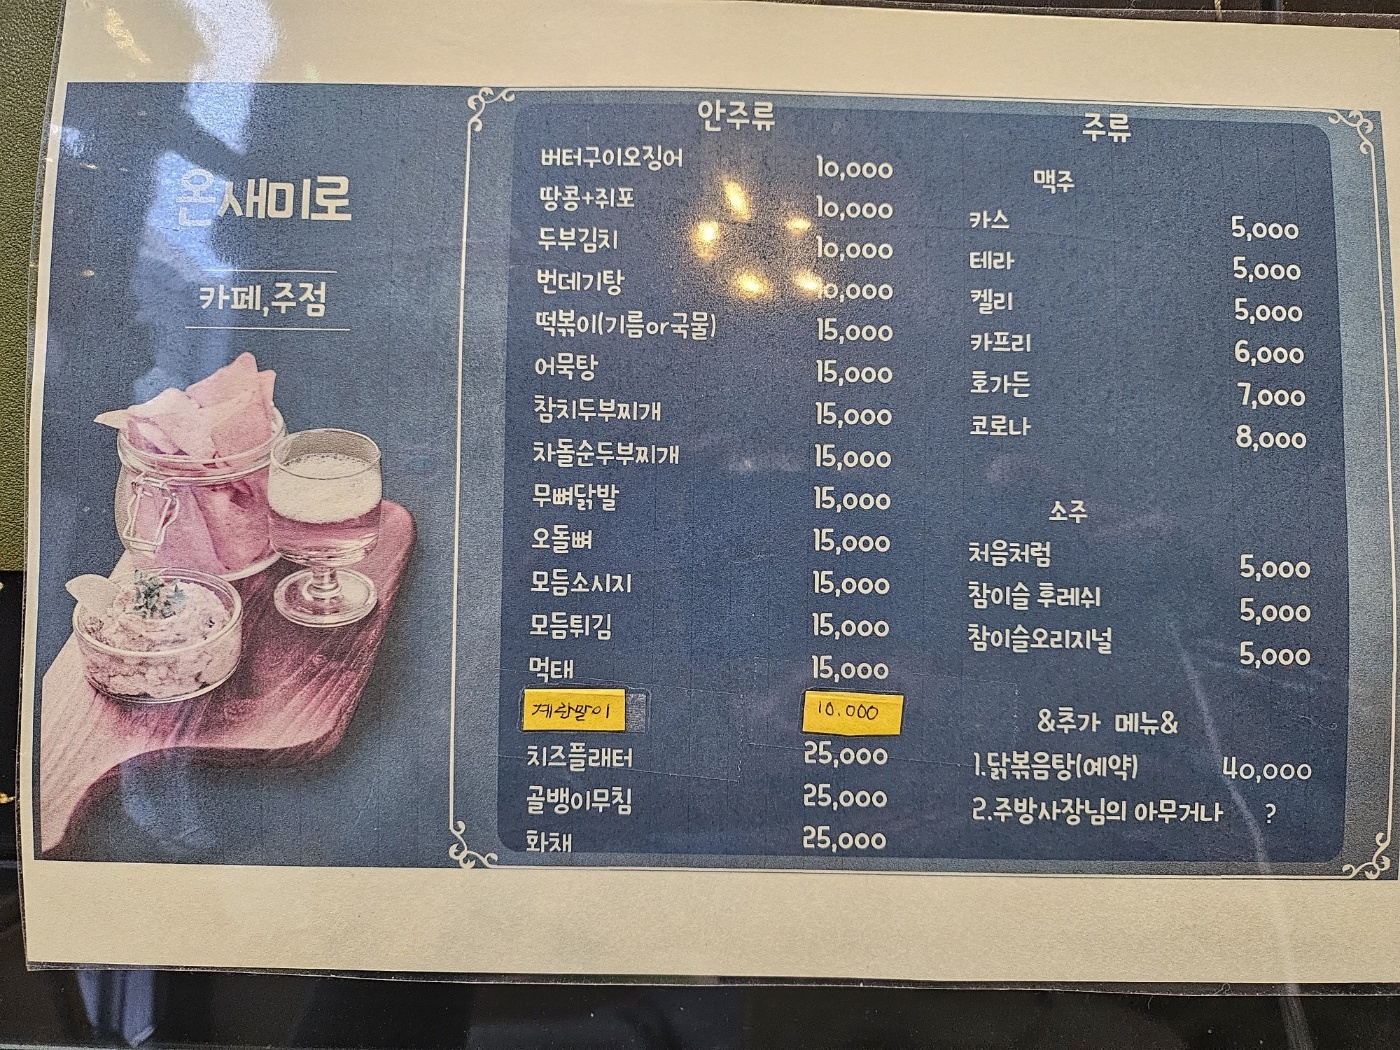 온새미로
카페,주점
안주류
버터구이오징어 10,000
땅콩+쥐포 10,000
두부김치 10,000
번데기탕 10,000
떡볶이(기름or국물) 15,000
어묵탕 15,000
참치두부찌개 15,000
차돌순두부찌개 15,000
무뼈닭발 15,000
오돌뼈 15,000
모듬소시지 15,000
모듬튀김 15,000
먹태 15,000
계란말이 10.000
치즈플래터 25,000
골뱅이무침 25,000
화채 25,000
주류
맥주
카스 5,000
테라 5,000
켈리 5,000
카프리 6,000
호가든 7,000
코로나 8,000
소주
처음처럼 5,000
참이슬 후레쉬 5,000
참이슬오리지널 5,000
&추가 메뉴&
1.닭볶음탕(예약) 40,000
2.주방사장님의 아무거나 ?